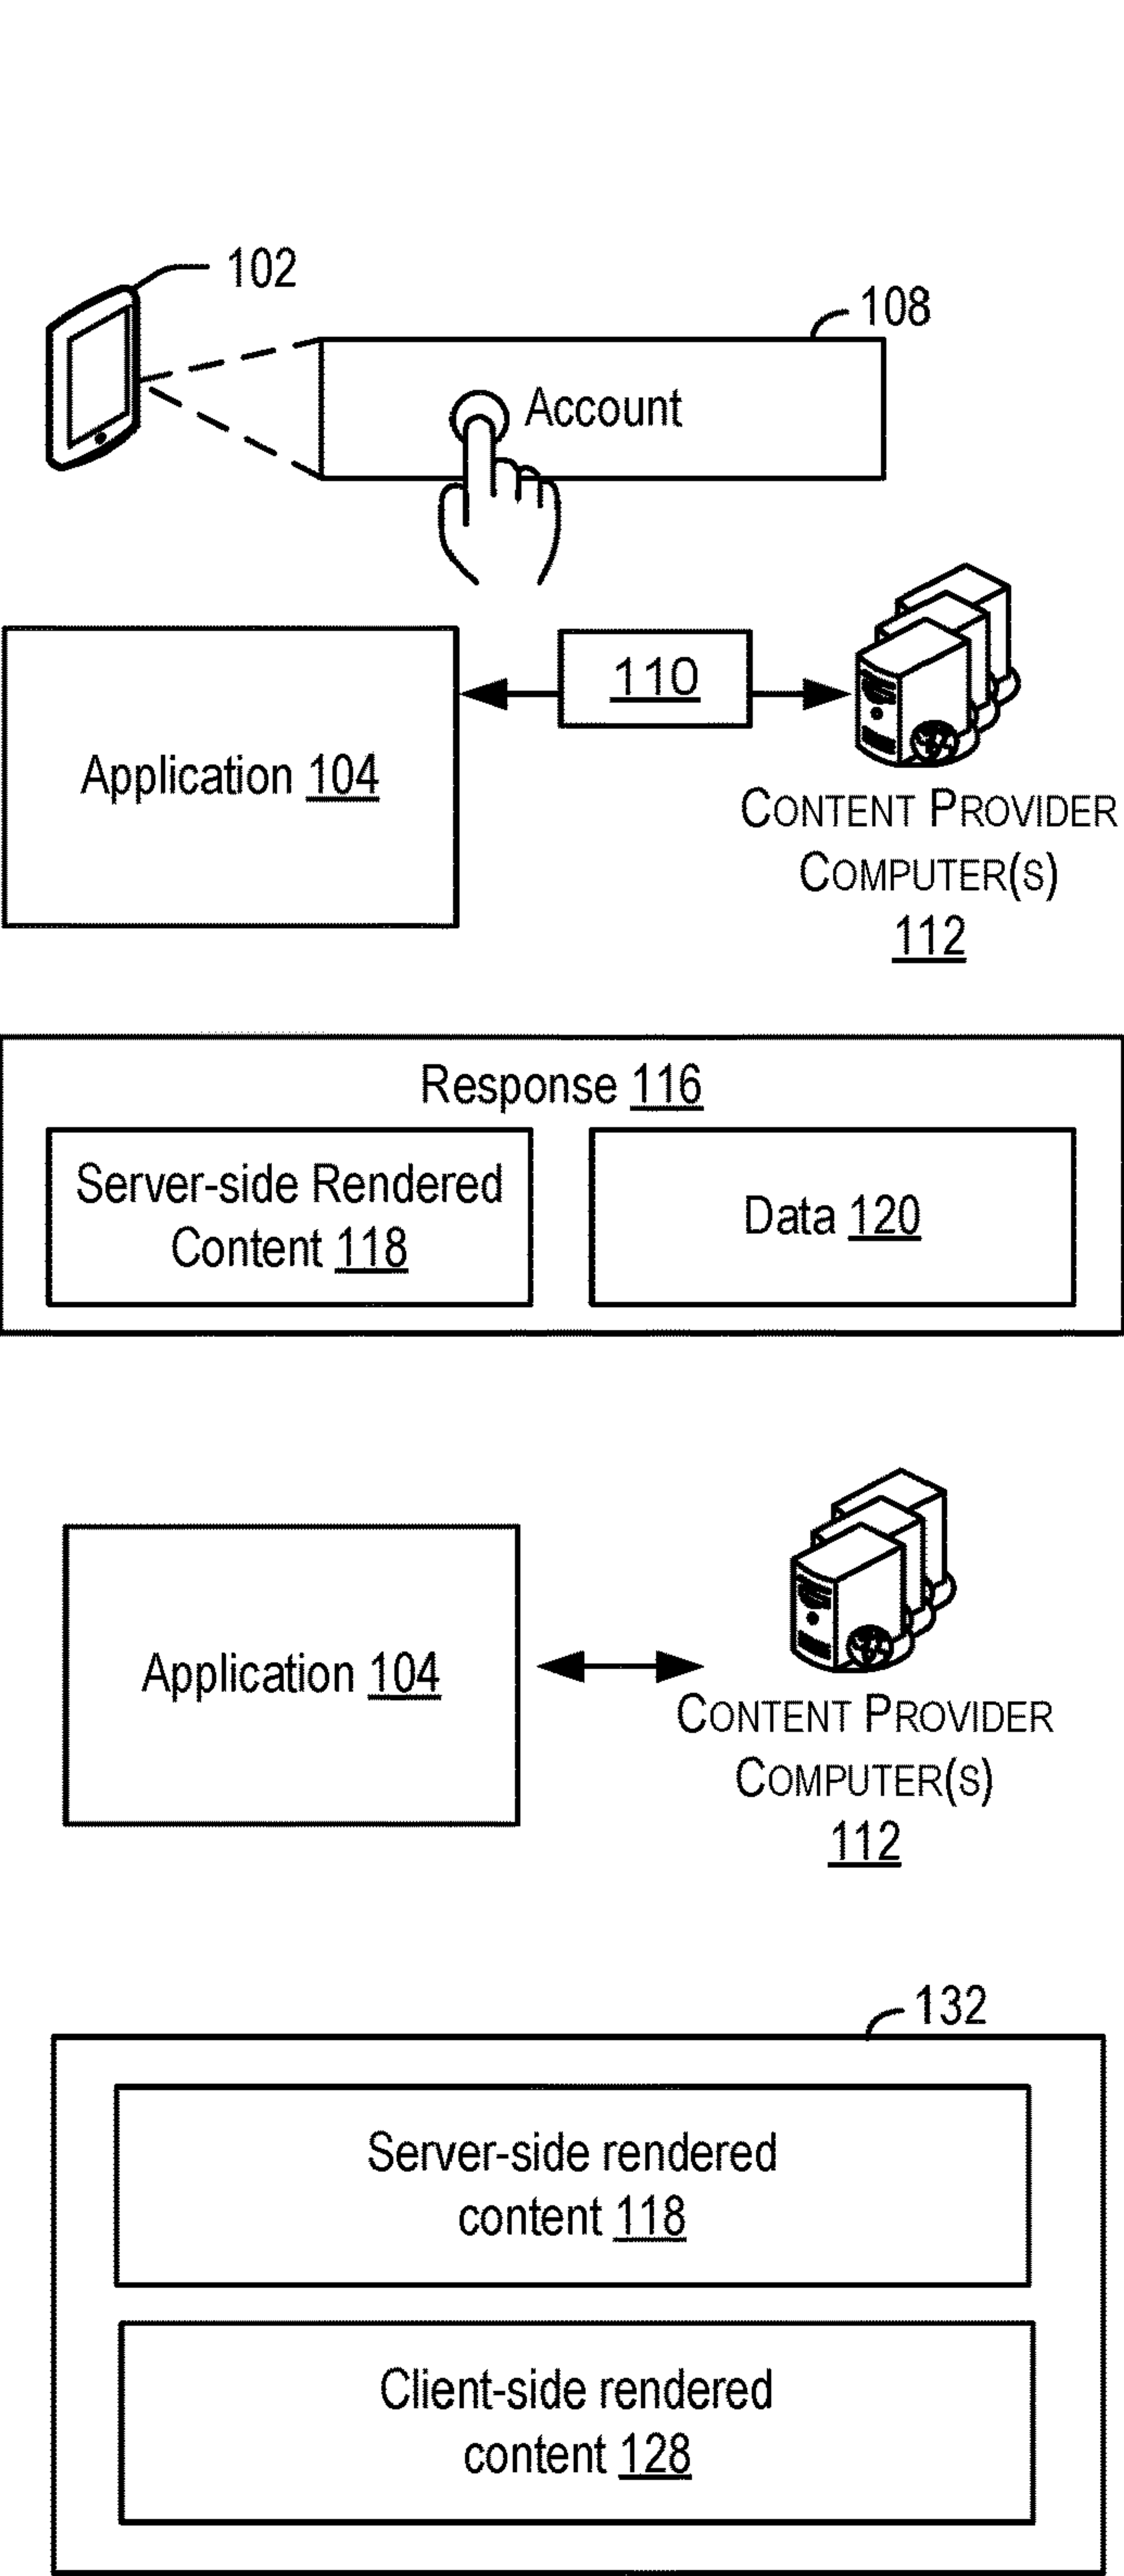 102
108
Account
110
Application 104
CONTENT PROVIDER
COMPUTER(S)
112
Response 116
Server-side Rendered
Content 118
Data 120
Application 104
CONTENT PROVIDER
COMPUTER(S)
112
132
Server-side rendered
content 118
Client-side rendered
content 128